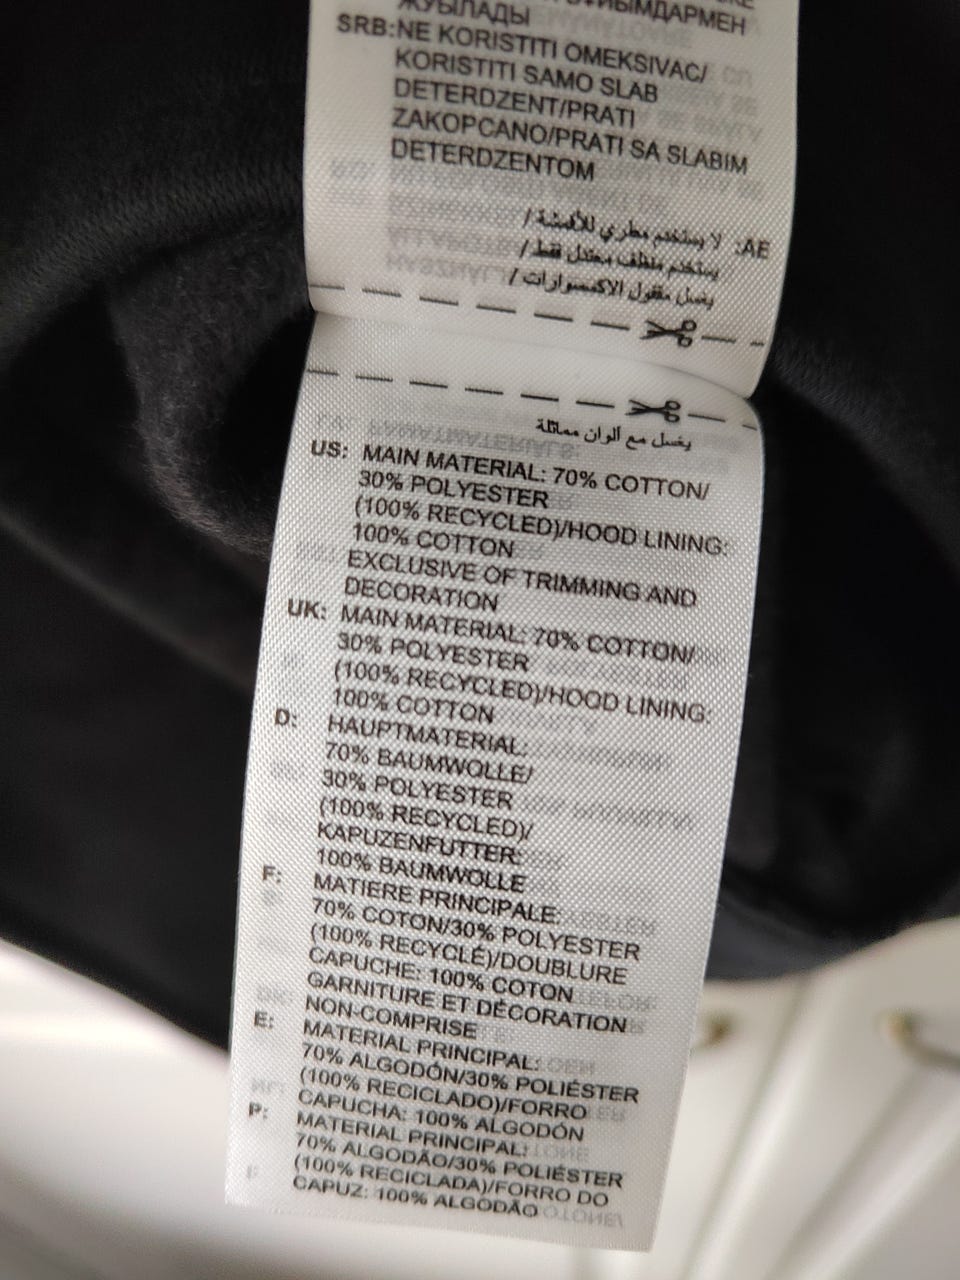 ЖУЫЛАДЫ
SRB:NE KORISTITI OMEKSIVAC/
KORISTITI SAMO SLAB
DETERDZENT/PRATI
ZAKOPCANO/PRATI SA SLABIM
DETERDZENTOM
AE: لا يستخدم مطري للأقمشة/
يستخدم منظف معتدل فقط/
يغسل مقفول الاكسسوارات/
يغسل مع ألوان مماثلة
US: MAIN MATERIAL: 70% COTTON/
30% POLYESTER
(100% RECYCLED)/HOOD LINING:
100% COTTON
EXCLUSIVE OF TRIMMING AND
DECORATION
UK: MAIN MATERIAL: 70% COTTON/
30% POLYESTER
(100% RECYCLED)/HOOD LINING:
100% COTTON
D: HAUPTMATERIAL:
70% BAUMWOLLE/
30% POLYESTER
(100% RECYCLED)/
KAPUZENFUTTER:
100% BAUMWOLLE
F: MATIERE PRINCIPALE:
70% COTON/30% POLYESTER
(100% RECYCLÉ)/DOUBLURE
CAPUCHE: 100% COTON
GARNITURE ET DÉCORATION
NON-COMPRISE
E: MATERIAL PRINCIPAL:
70% ALGODÓN/30% POLIÉSTER
(100% RECICLADO)/FORRO
CAPUCHA: 100% ALGODÓN
P: MATERIAL PRINCIPAL:
70% ALGODÃO/30% POLIÉSTER
(100% RECICLADA)/FORRO DO
CAPUZ: 100% ALGODÃO